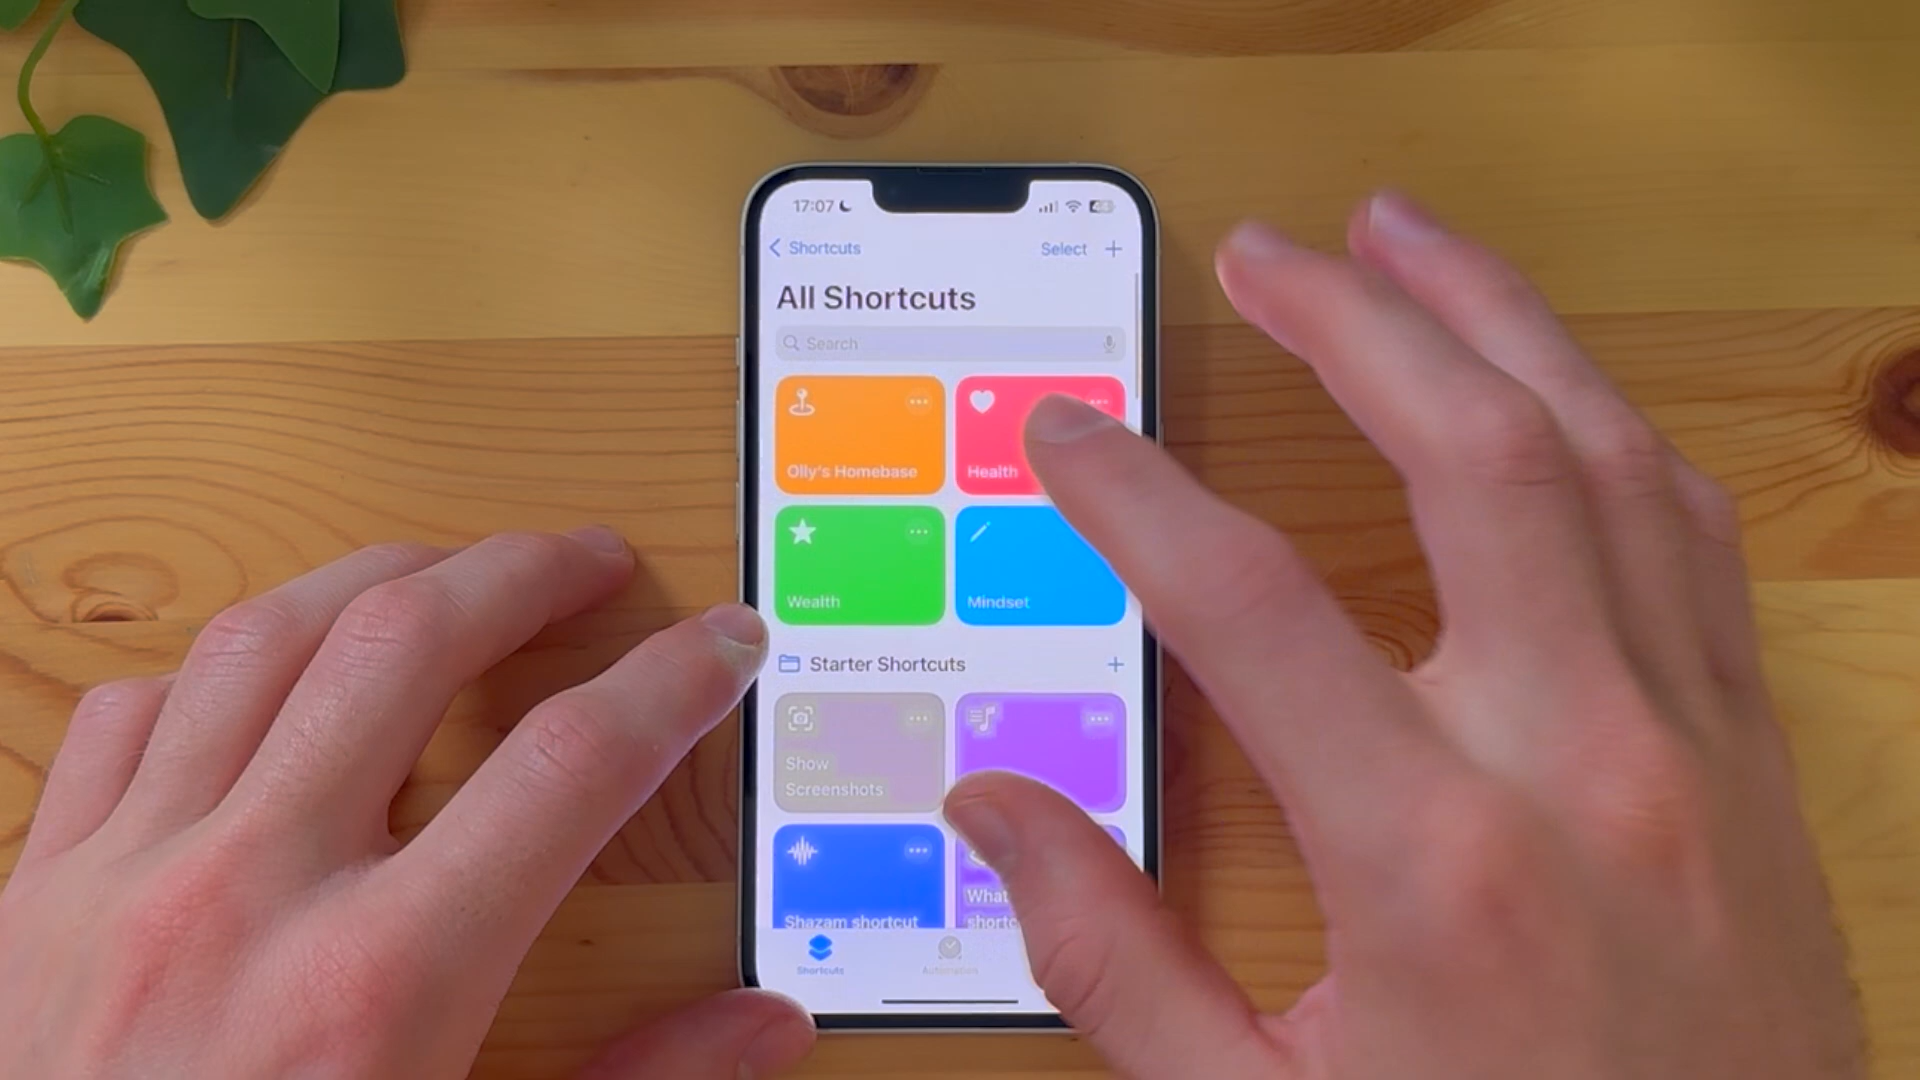 17:07
Shortcuts
Select
All Shortcuts
Search
Olly's Homebase
Health
Wealth
Mindset
Starter Shortcuts
Show
Screenshots
Shazam shortcut
What
shortc
Shortcuts
Automation